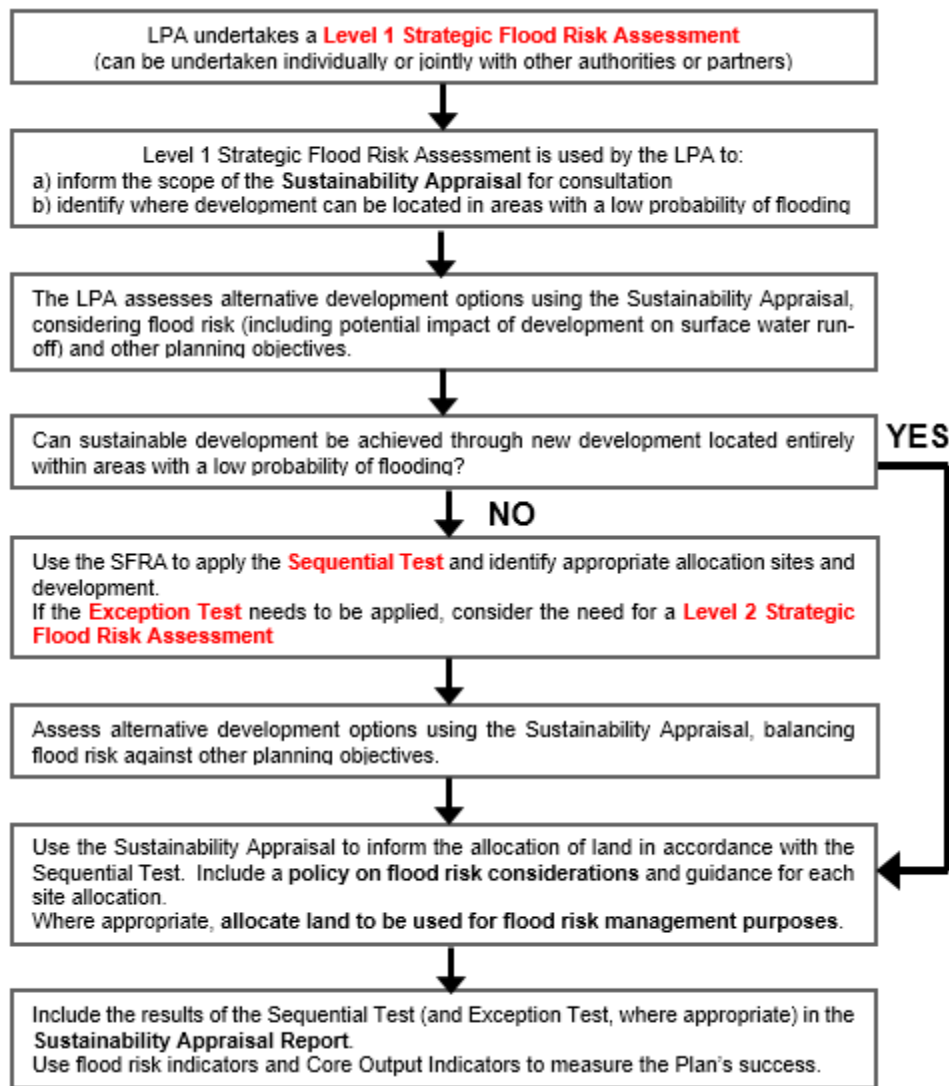 LPA undertakes a Level 1 Strategic Flood Risk Assessment
(can be undertaken individually or jointly with other authorities or partners)
Level 1 Strategic Flood Risk Assessment is used by the LPA to:
a) inform the scope of the Sustainability Appraisal for consultation
b) identify where development can be located in areas with a low probability of flooding
The LPA assesses alternative development options using the Sustainability Appraisal,
considering flood risk (including potential impact of development on surface water run-
off) and other planning objectives.
Can sustainable development be achieved through new development located entirely
within areas with a low probability of flooding?
YES
NO
Use the SFRA to apply the Sequential Test and identify appropriate allocation sites and
development.
If the Exception Test needs to be applied, consider the need for a Level 2 Strategic
Flood Risk Assessment
Assess alternative development options using the Sustainability Appraisal, balancing
flood risk against other planning objectives.
Use the Sustainability Appraisal to inform the allocation of land in accordance with the
Sequential Test. Include a policy on flood risk considerations and guidance for each
site allocation.
Where appropriate, allocate land to be used for flood risk management purposes.
Include the results of the Sequential Test (and Exception Test, where appropriate) in the
Sustainability Appraisal Report.
Use flood risk indicators and Core Output Indicators to measure the Plan's success.